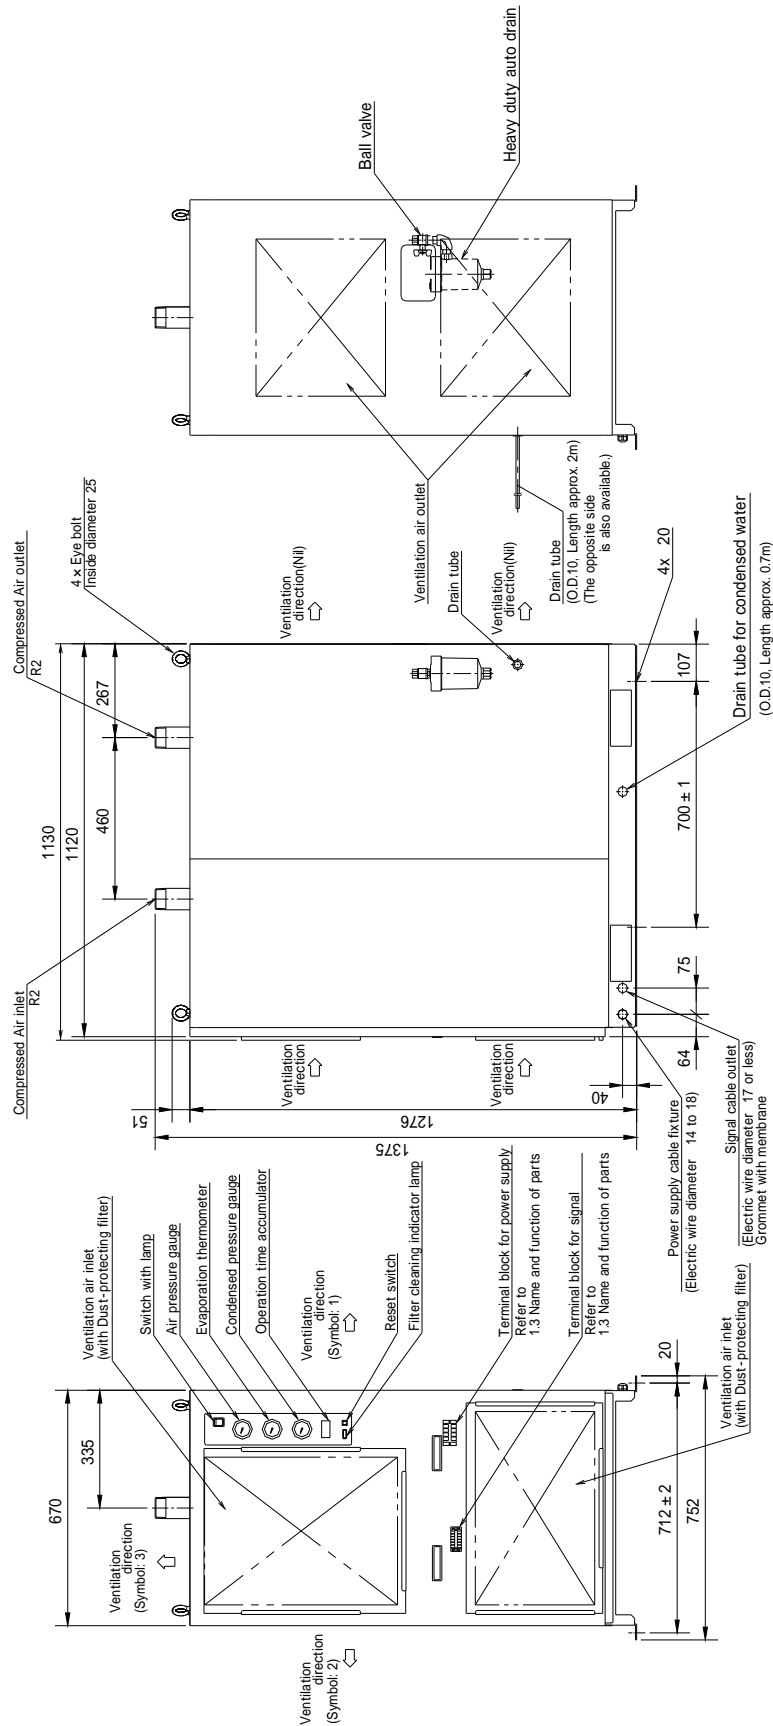 Ball valve
Heavy duty auto drain
Ventilation air outlet
Drain tube
(O.D.10, Length approx. 2m)
(The opposite side
is also available.)
Compressed Air inlet
R2
Compressed Air outlet
R2
4 × Eye bolt
Inside diameter 25
1130
1120
460
267
Ventilation
direction(Nil)
Ventilation
direction(Nil)
Drain tube
Ventilation
direction
Ventilation
direction
51
1276
1375
40
64
75
700 ± 1
107
4x 20
Drain tube for condensed water
(O.D.10, Length approx. 0.7m)
Power supply cable fixture
(Electric wire diameter 14 to 18)
Signal cable outlet
(Electric wire diameter 17 or less)
Grommet with membrane
Ventilation air inlet
(with Dust-protecting filter)
Switch with lamp
Air pressure gauge
Evaporation thermometer
Condensed pressure gauge
Operation time accumulator
Ventilation
direction
(Symbol: 1)
Reset switch
Filter cleaning indicator lamp
Terminal block for power supply
Refer to
1.3 Name and function of parts
Terminal block for signal
Refer to
1.3 Name and function of parts
Ventilation air inlet
(with Dust-protecting filter)
670
335
Ventilation
direction
(Symbol: 3)
Ventilation
direction
(Symbol: 2)
20
712 ± 2
752